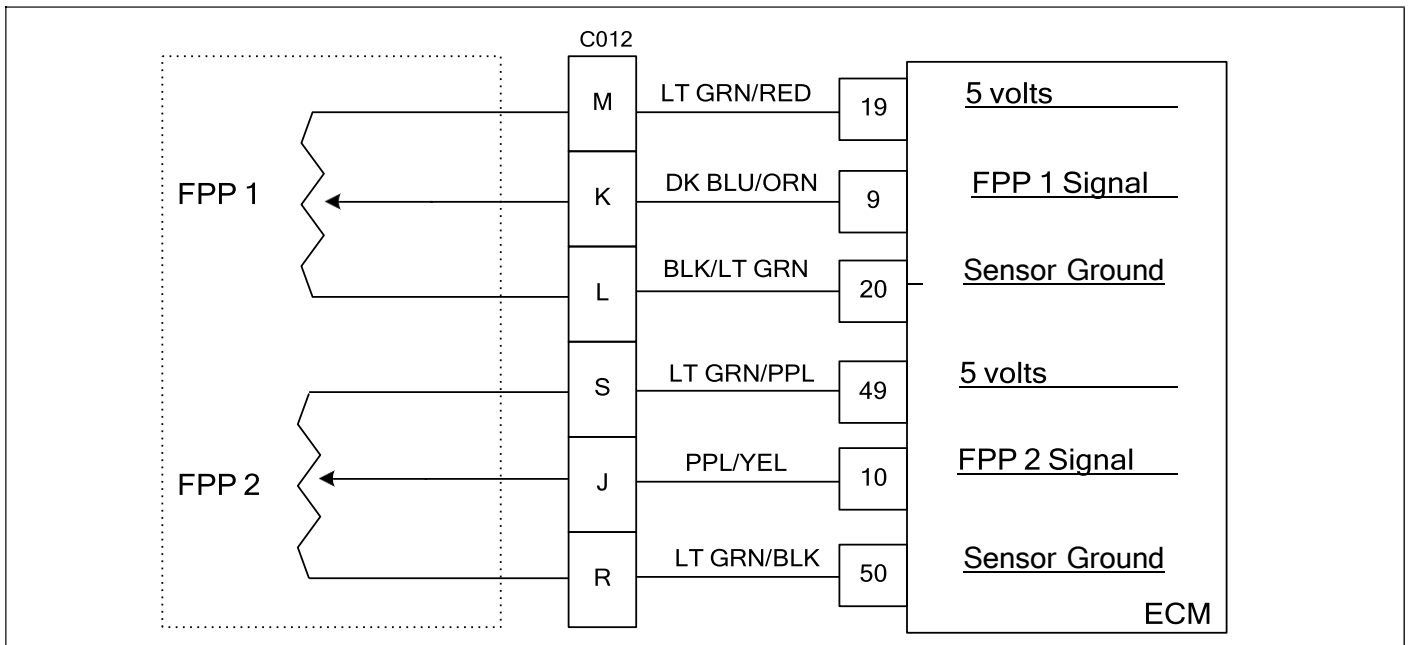 C012
FPP 1
M
LT GRN/RED
19
5 volts
K
DK BLU/ORN
9
FPP 1 Signal
L
BLK/LT GRN
20
Sensor Ground
FPP 2
S
LT GRN/PPL
49
5 volts
J
PPL/YEL
10
FPP 2 Signal
R
LT GRN/BLK
50
Sensor Ground
ECM